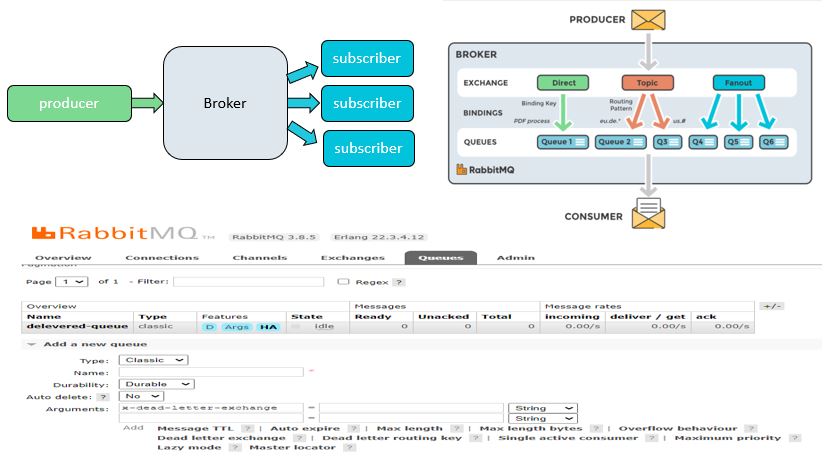 producer
Broker
subscriber
subscriber
subscriber
PRODUCER
BROKER
EXCHANGE Direct Topic Fanout
BINDINGS
Binding Key
PDF process
Routing
Pattern
eu.de.* us.#
QUEUES Queue 1 Queue 2 Q3 Q4 Q5 Q6
RabbitMQ
CONSUMER
RabbitMQ TM RabbitMQ 3.8.5 Erlang 22.3.4.12
Overview Connections Channels Exchanges Queues Admin
Pagination
Page 1 of 1 - Filter: Regex ?
Overview Messages Message rates +/-
Name Type Features State Ready Unacked Total incoming deliver / get ack
delevered-queue classic D Args HA idle 0 0 0 0.00/s 0.00/s 0.00/s
Add a new queue
Type: Classic
Name: *
Durability: Durable
Auto delete: ? No
Arguments: x-dead-letter-exchange = String
= String
Add Message TTL ? | Auto expire ? | Max length ? | Max length bytes ? | Overflow behaviour ?
Dead letter exchange ? | Dead letter routing key ? | Single active consumer ? | Maximum priority ?
Lazy mode ? Master locator ?